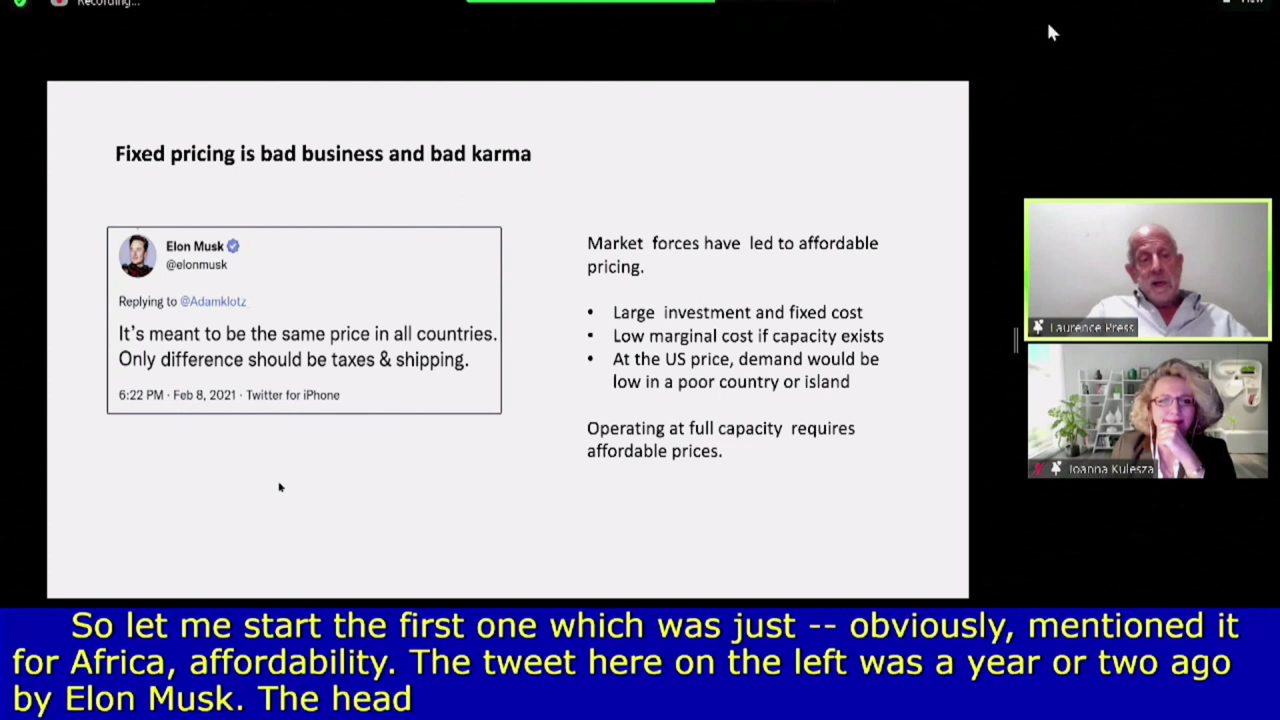 Recording...
View
Fixed pricing is bad business and bad karma
Elon Musk
@elonmusk
Replying to @Adamklotz
It's meant to be the same price in all countries.
Only difference should be taxes & shipping.
6:22 PM · Feb 8, 2021 · Twitter for iPhone
Market forces have led to affordable
pricing.
• Large investment and fixed cost
• Low marginal cost if capacity exists
• At the US price, demand would be
low in a poor country or island
Operating at full capacity requires
affordable prices.
Laurence Press
Joanna Kulesza
So let me start the first one which was just -- obviously, mentioned it
for Africa, affordability. The tweet here on the left was a year or two ago
by Elon Musk. The head